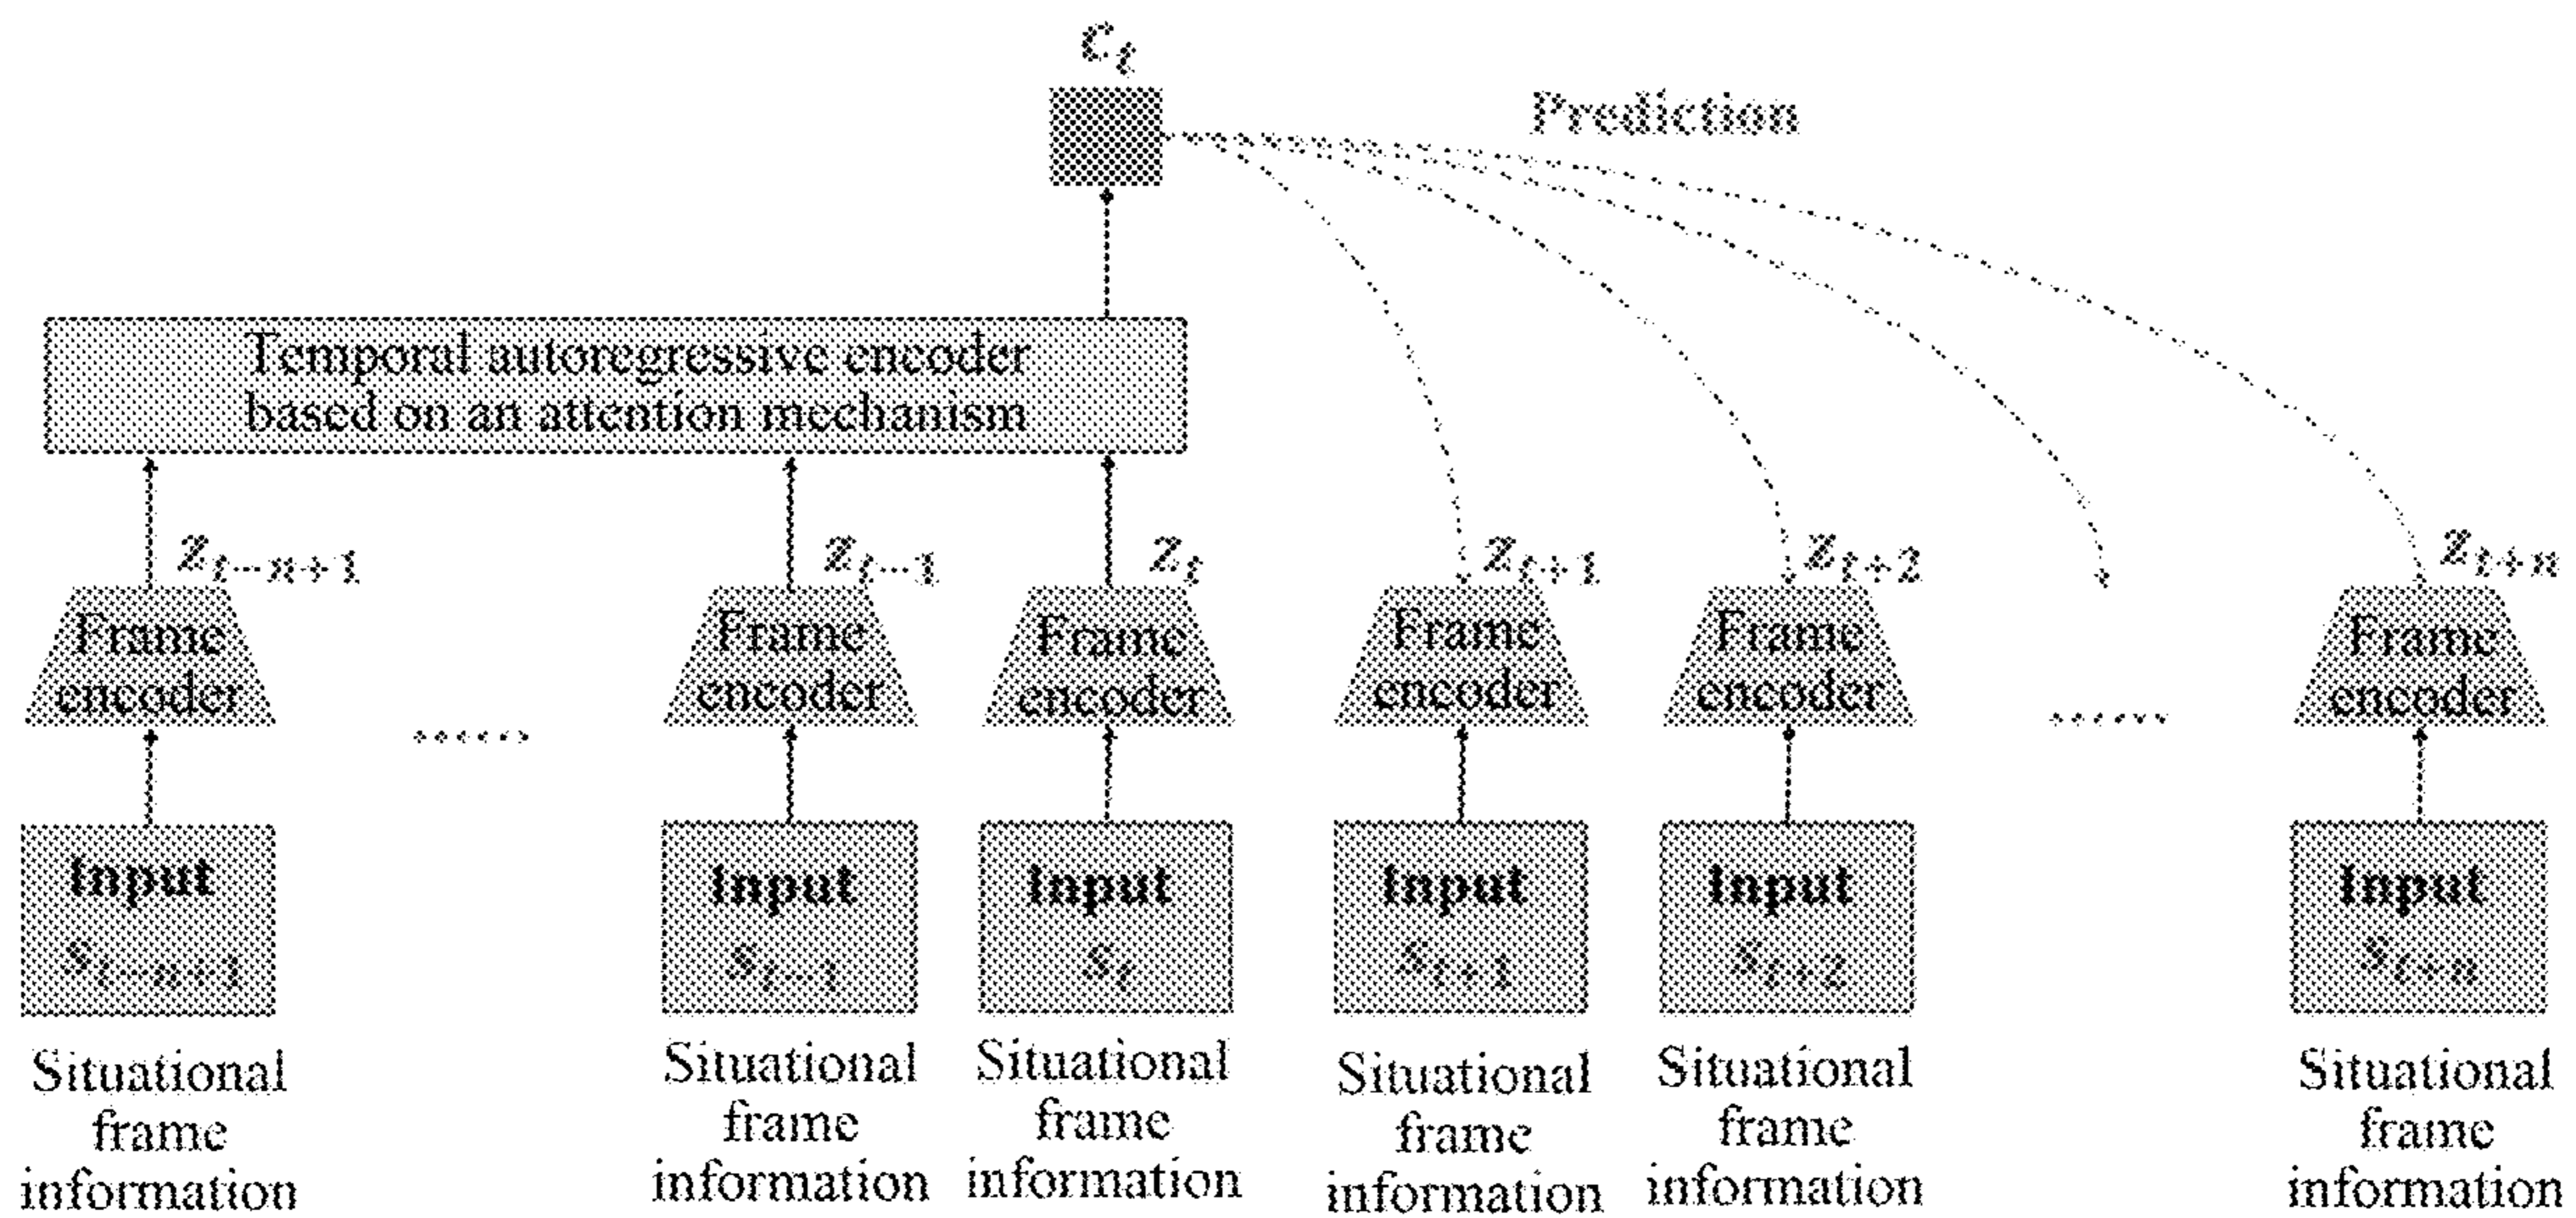 c_t
Prediction
Temporal autoregressive encoder
based on an attention mechanism
z_{t-n+1}
z_{t-1}
z_t
z_{t+1}
z_{t+2}
z_{t+n}
Frame
encoder
Frame
encoder
Frame
encoder
Frame
encoder
Frame
encoder
Frame
encoder
......
......
Input
s_{t-n+1}
Input
s_{t-1}
Input
s_t
Input
s_{t+1}
Input
s_{t+2}
Input
s_{t+n}
Situational
frame
information
Situational
frame
information
Situational
frame
information
Situational
frame
information
Situational
frame
information
Situational
frame
information